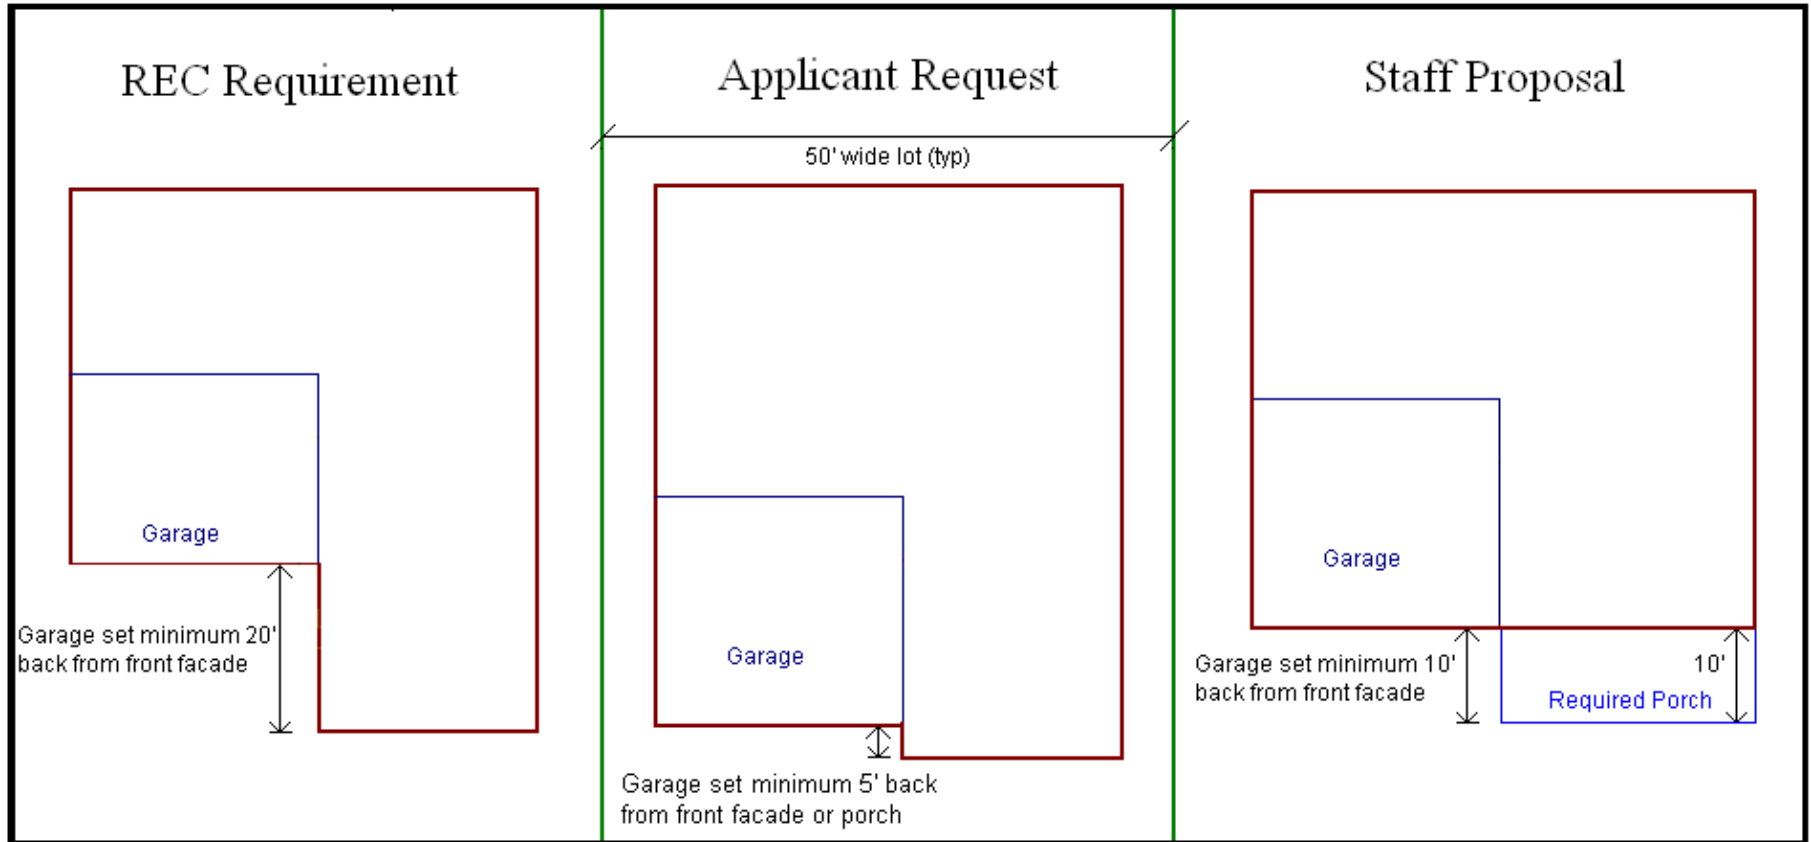 REC Requirement
Garage
Garage set minimum 20'
back from front facade
Applicant Request
50' wide lot (typ)
Garage
Garage set minimum 5' back
from front facade or porch
Staff Proposal
Garage
Garage set minimum 10'
back from front facade
10'
Required Porch